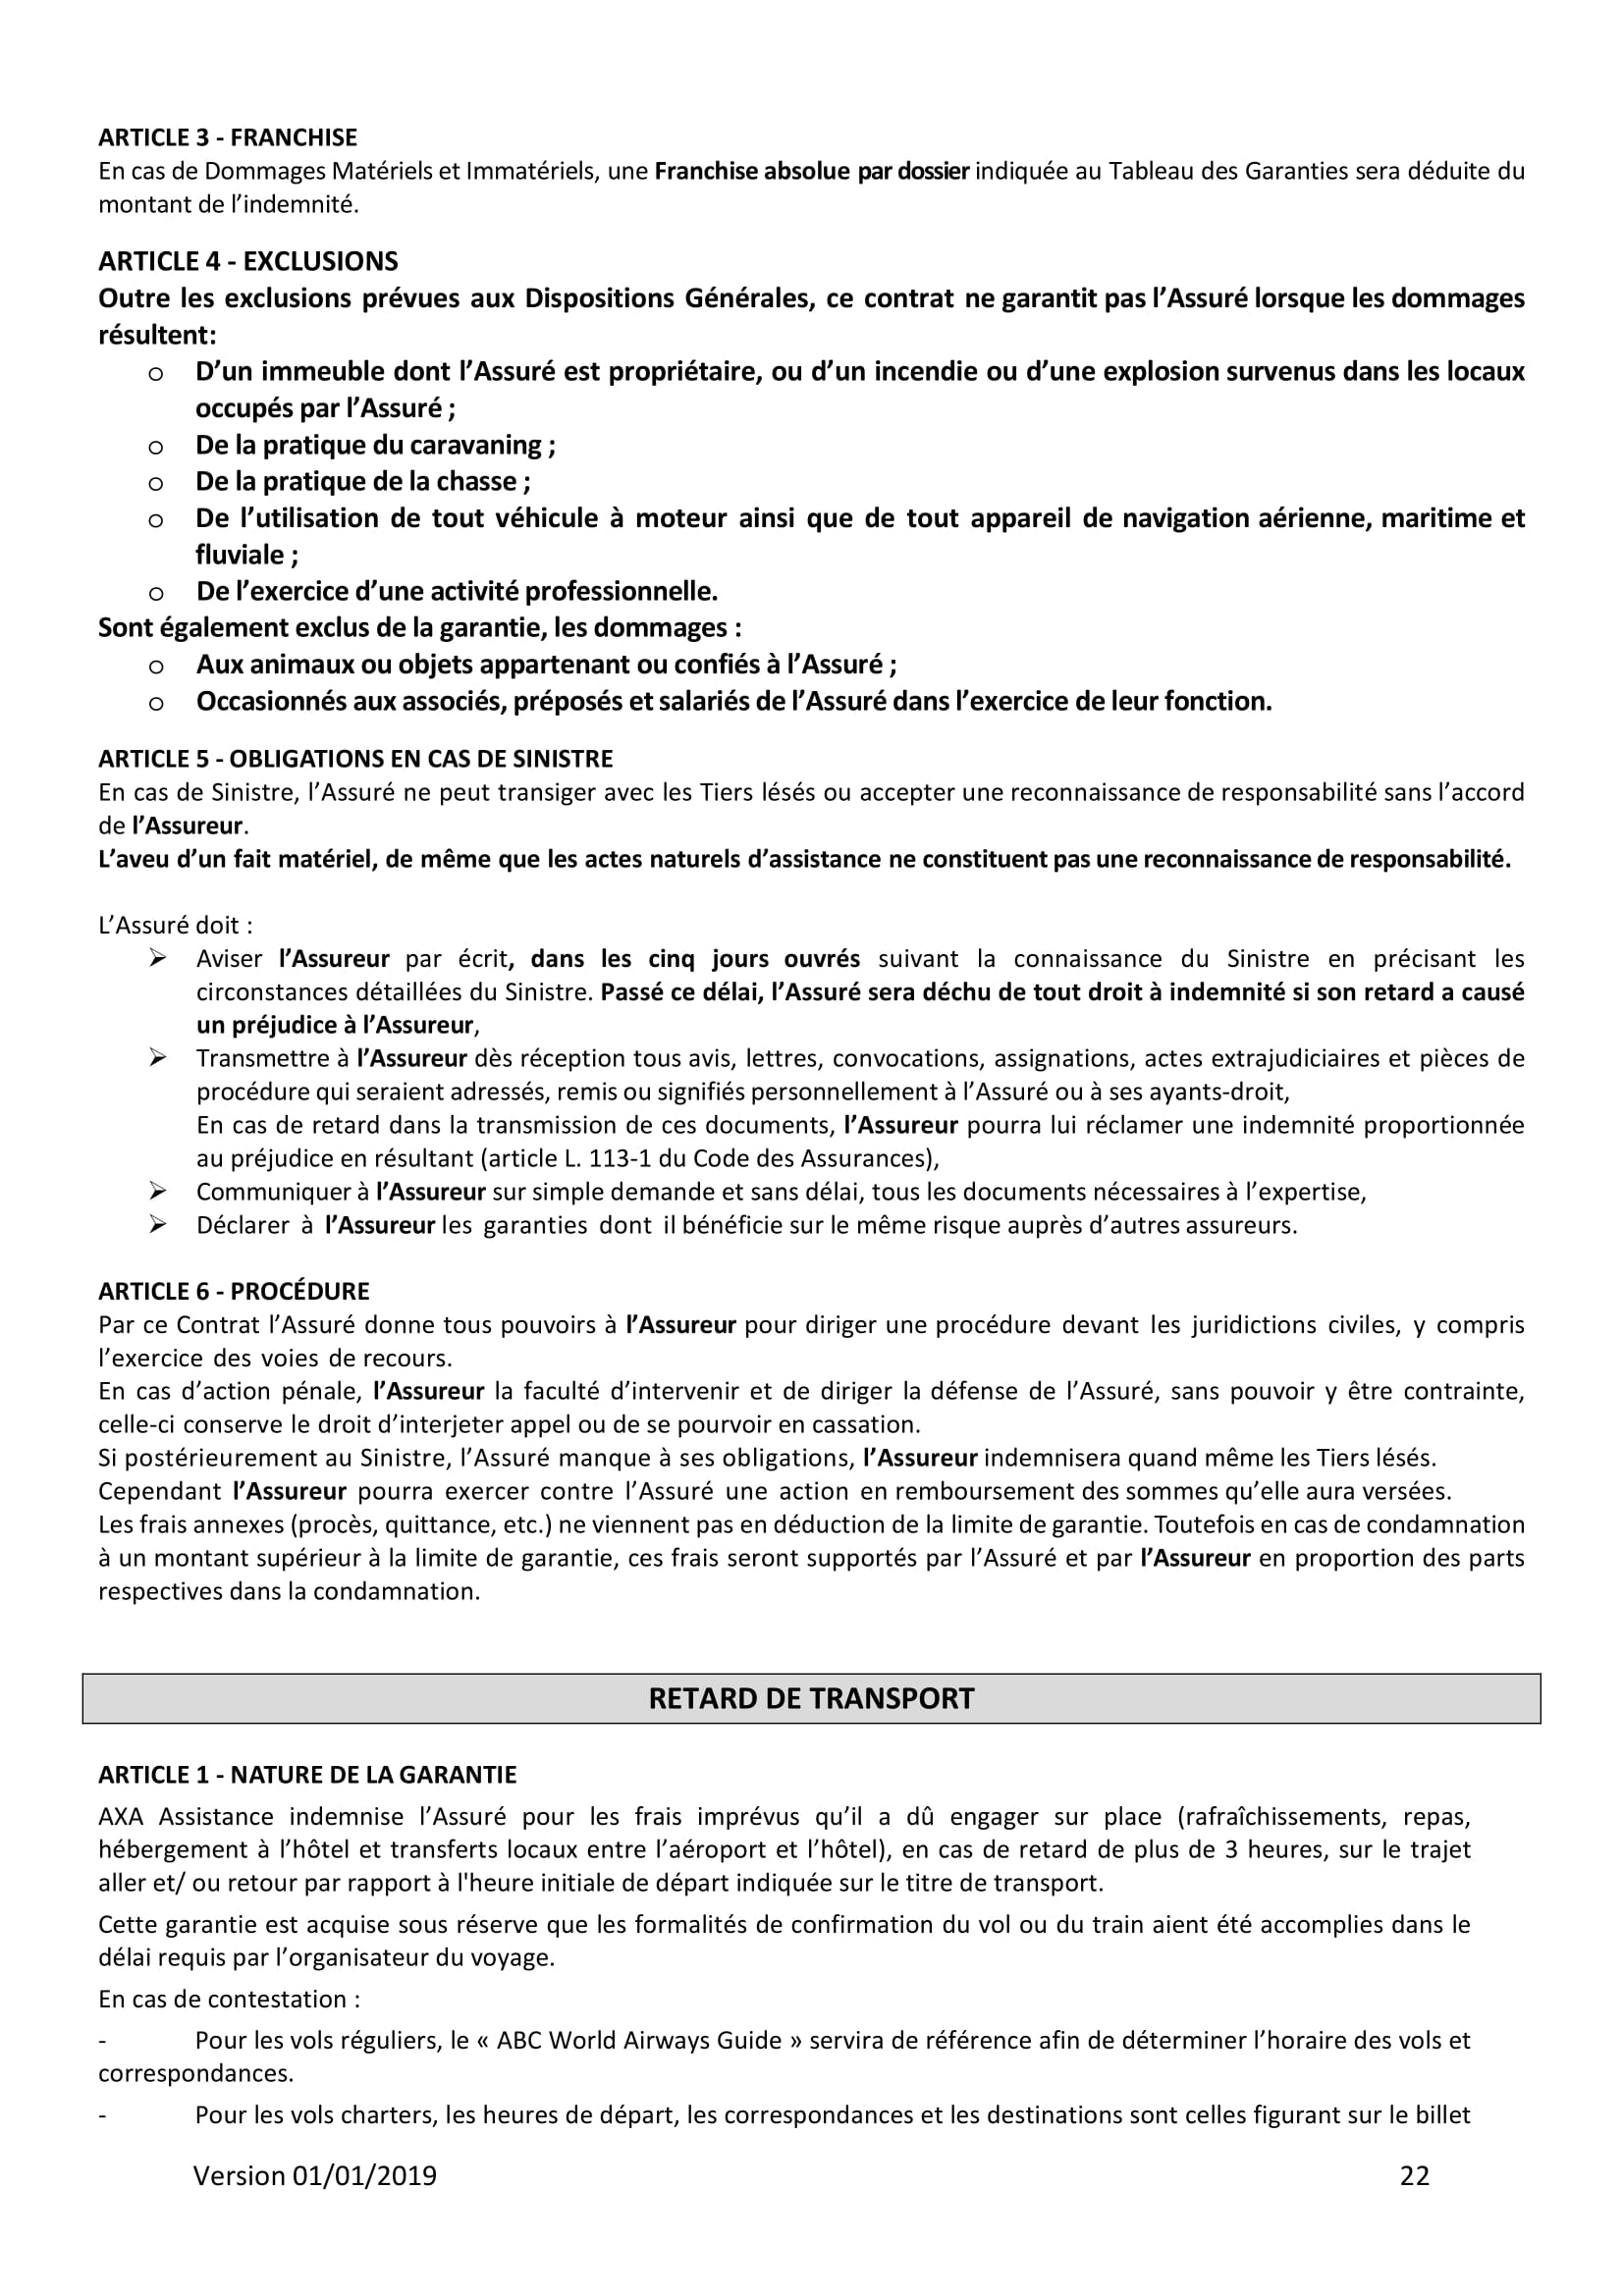 ARTICLE 3 - FRANCHISE
En cas de Dommages Matériels et Immatériels, une Franchise absolue par dossier indiquée au Tableau des Garanties sera déduite du
montant de l’indemnité.
ARTICLE 4 - EXCLUSIONS
Outre les exclusions prévues aux Dispositions Générales, ce contrat ne garantit pas l’Assuré lorsque les dommages
résultent:
o D’un immeuble dont l’Assuré est propriétaire, ou d’un incendie ou d’une explosion survenus dans les locaux
occupés par l’Assuré ;
o De la pratique du caravaning ;
o De la pratique de la chasse ;
o De l’utilisation de tout véhicule à moteur ainsi que de tout appareil de navigation aérienne, maritime et
fluviale ;
o De l’exercice d’une activité professionnelle.
Sont également exclus de la garantie, les dommages :
o Aux animaux ou objets appartenant ou confiés à l’Assuré ;
o Occasionnés aux associés, préposés et salariés de l’Assuré dans l’exercice de leur fonction.
ARTICLE 5 - OBLIGATIONS EN CAS DE SINISTRE
En cas de Sinistre, l’Assuré ne peut transiger avec les Tiers lésés ou accepter une reconnaissance de responsabilité sans l’accord
de l’Assureur.
L’aveu d’un fait matériel, de même que les actes naturels d’assistance ne constituent pas une reconnaissance de responsabilité.
L’Assuré doit :
➢ Aviser l’Assureur par écrit, dans les cinq jours ouvrés suivant la connaissance du Sinistre en précisant les
circonstances détaillées du Sinistre. Passé ce délai, l’Assuré sera déchu de tout droit à indemnité si son retard a causé
un préjudice à l’Assureur,
➢ Transmettre à l’Assureur dès réception tous avis, lettres, convocations, assignations, actes extrajudiciaires et pièces de
procédure qui seraient adressés, remis ou signifiés personnellement à l’Assuré ou à ses ayants-droit,
En cas de retard dans la transmission de ces documents, l’Assureur pourra lui réclamer une indemnité proportionnée
au préjudice en résultant (article L. 113-1 du Code des Assurances),
➢ Communiquer à l’Assureur sur simple demande et sans délai, tous les documents nécessaires à l’expertise,
➢ Déclarer à l’Assureur les garanties dont il bénéficie sur le même risque auprès d’autres assureurs.
ARTICLE 6 - PROCÉDURE
Par ce Contrat l’Assuré donne tous pouvoirs à l’Assureur pour diriger une procédure devant les juridictions civiles, y compris
l’exercice des voies de recours.
En cas d’action pénale, l’Assureur la faculté d’intervenir et de diriger la défense de l’Assuré, sans pouvoir y être contrainte,
celle-ci conserve le droit d’interjeter appel ou de se pourvoir en cassation.
Si postérieurement au Sinistre, l’Assuré manque à ses obligations, l’Assureur indemnisera quand même les Tiers lésés.
Cependant l’Assureur pourra exercer contre l’Assuré une action en remboursement des sommes qu’elle aura versées.
Les frais annexes (procès, quittance, etc.) ne viennent pas en déduction de la limite de garantie. Toutefois en cas de condamnation
à un montant supérieur à la limite de garantie, ces frais seront supportés par l’Assuré et par l’Assureur en proportion des parts
respectives dans la condamnation.
RETARD DE TRANSPORT
ARTICLE 1 - NATURE DE LA GARANTIE
AXA Assistance indemnise l’Assuré pour les frais imprévus qu’il a dû engager sur place (rafraîchissements, repas,
hébergement à l’hôtel et transferts locaux entre l’aéroport et l’hôtel), en cas de retard de plus de 3 heures, sur le trajet
aller et/ ou retour par rapport à l'heure initiale de départ indiquée sur le titre de transport.
Cette garantie est acquise sous réserve que les formalités de confirmation du vol ou du train aient été accomplies dans le
délai requis par l’organisateur du voyage.
En cas de contestation :
- Pour les vols réguliers, le « ABC World Airways Guide » servira de référence afin de déterminer l’horaire des vols et
correspondances.
- Pour les vols charters, les heures de départ, les correspondances et les destinations sont celles figurant sur le billet
Version 01/01/2019 22